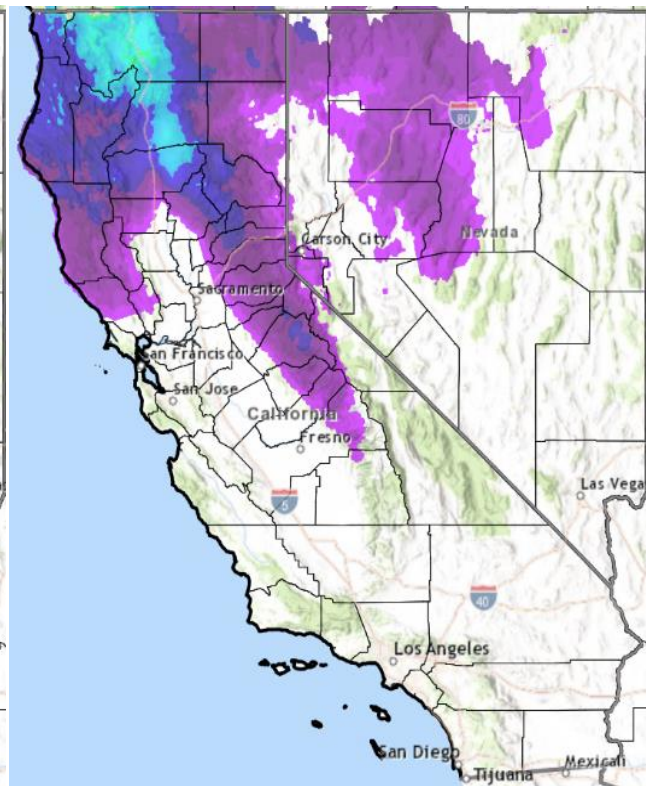 80
Nevada
Carson City
Sacramento
San Francisco
San Jose
California
Fresno
5
Las Vega
40
Los Angeles
San Diego
Tijuana
Mexicali